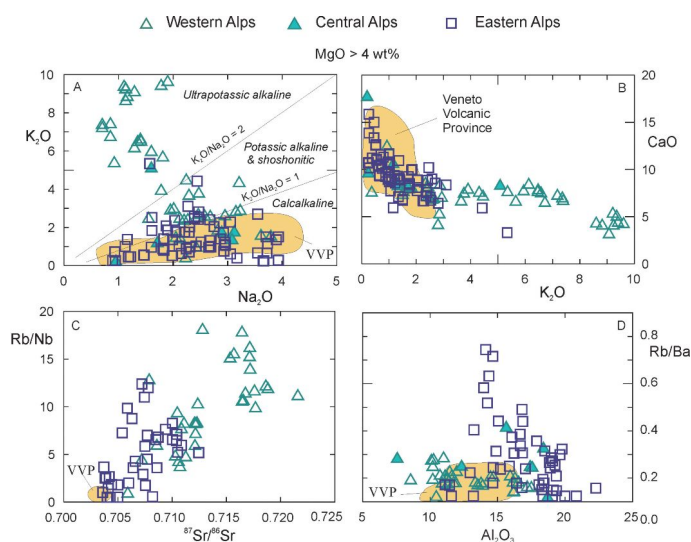 Western Alps Central Alps Eastern Alps
MgO > 4 wt%
A
K₂O
10
8
6
4
2
0
Ultrapotassic alkaline
K₂O/Na₂O = 2
Potassic alkaline
& shoshonitic
K₂O/Na₂O = 1
Calcalkaline
VVP
0 1 2 3 4 5
Na₂O
B
Veneto
Volcanic
Province
20
15
CaO
10
5
0
0 2 4 6 8 10
K₂O
C
Rb/Nb
20
15
10
5
0
VVP
0.700 0.705 0.710 0.715 0.720 0.725
⁸⁷Sr/⁸⁶Sr
D
0.8
Rb/Ba
0.6
0.4
0.2
0.0
VVP
5 10 15 20 25
Al₂O₃